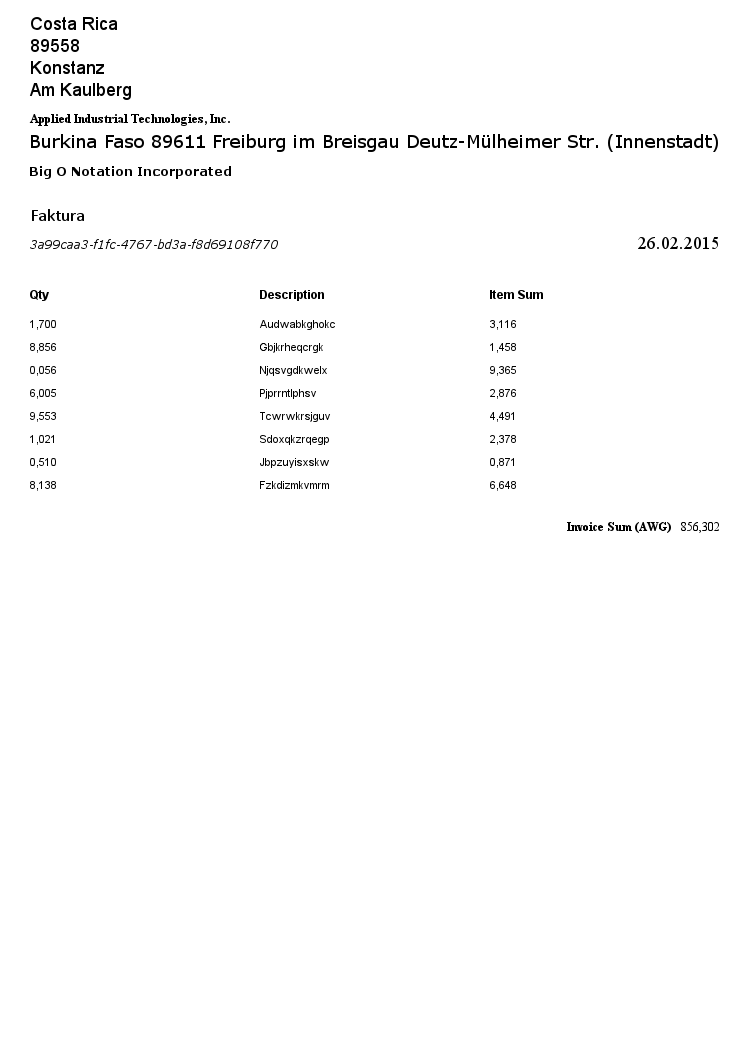 Costa Rica
89558
Konstanz
Am Kaulberg
Applied Industrial Technologies, Inc.
Burkina Faso 89611 Freiburg im Breisgau Deutz-Mülheimer Str. (Innenstadt)
Big O Notation Incorporated
Faktura
3a99caa3-f1fc-4767-bd3a-f8d69108f770 26.02.2015
Qty Description Item Sum
1,700 Audwabkghokc 3,116
8,856 Gbjkrheqcrgk 1,458
0,056 Njqsvgdkwelx 9,365
6,005 Pjprrntlphsv 2,876
9,553 Tcwrwkrsjguv 4,491
1,021 Sdoxqkzrqegp 2,378
0,510 Jbpzuyisxskw 0,871
8,138 Fzkdizmkvmrm 6,648
Invoice Sum (AWG) 856,302